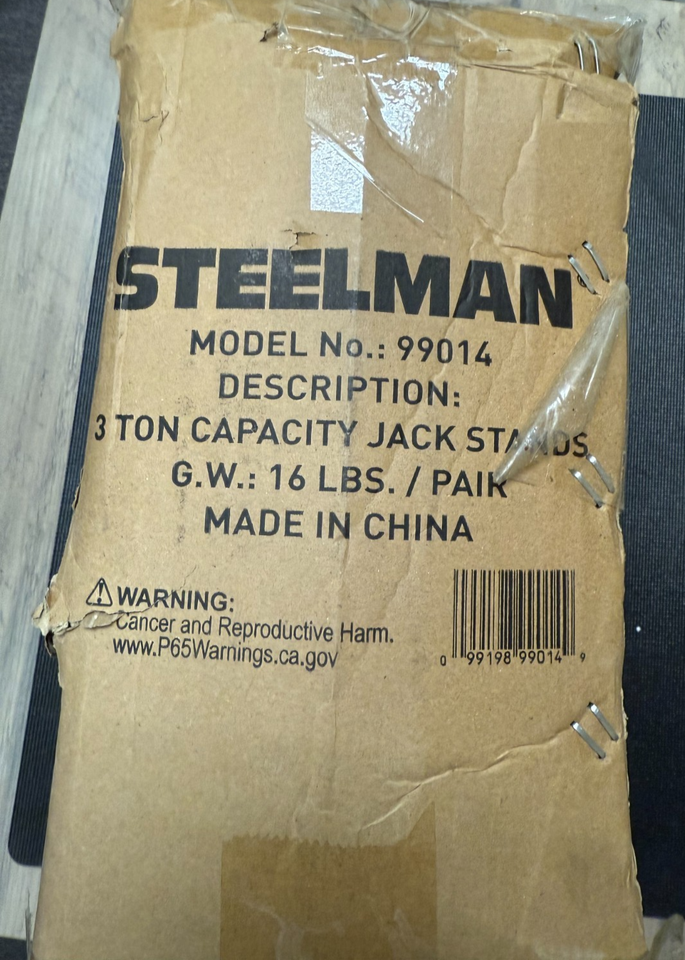 STEELMAN
MODEL No.: 99014
DESCRIPTION:
3 TON CAPACITY JACK STANDS
G.W.: 16 LBS. / PAIR
MADE IN CHINA
WARNING:
Cancer and Reproductive Harm.
www.P65Warnings.ca.gov
0 99198 99014 9